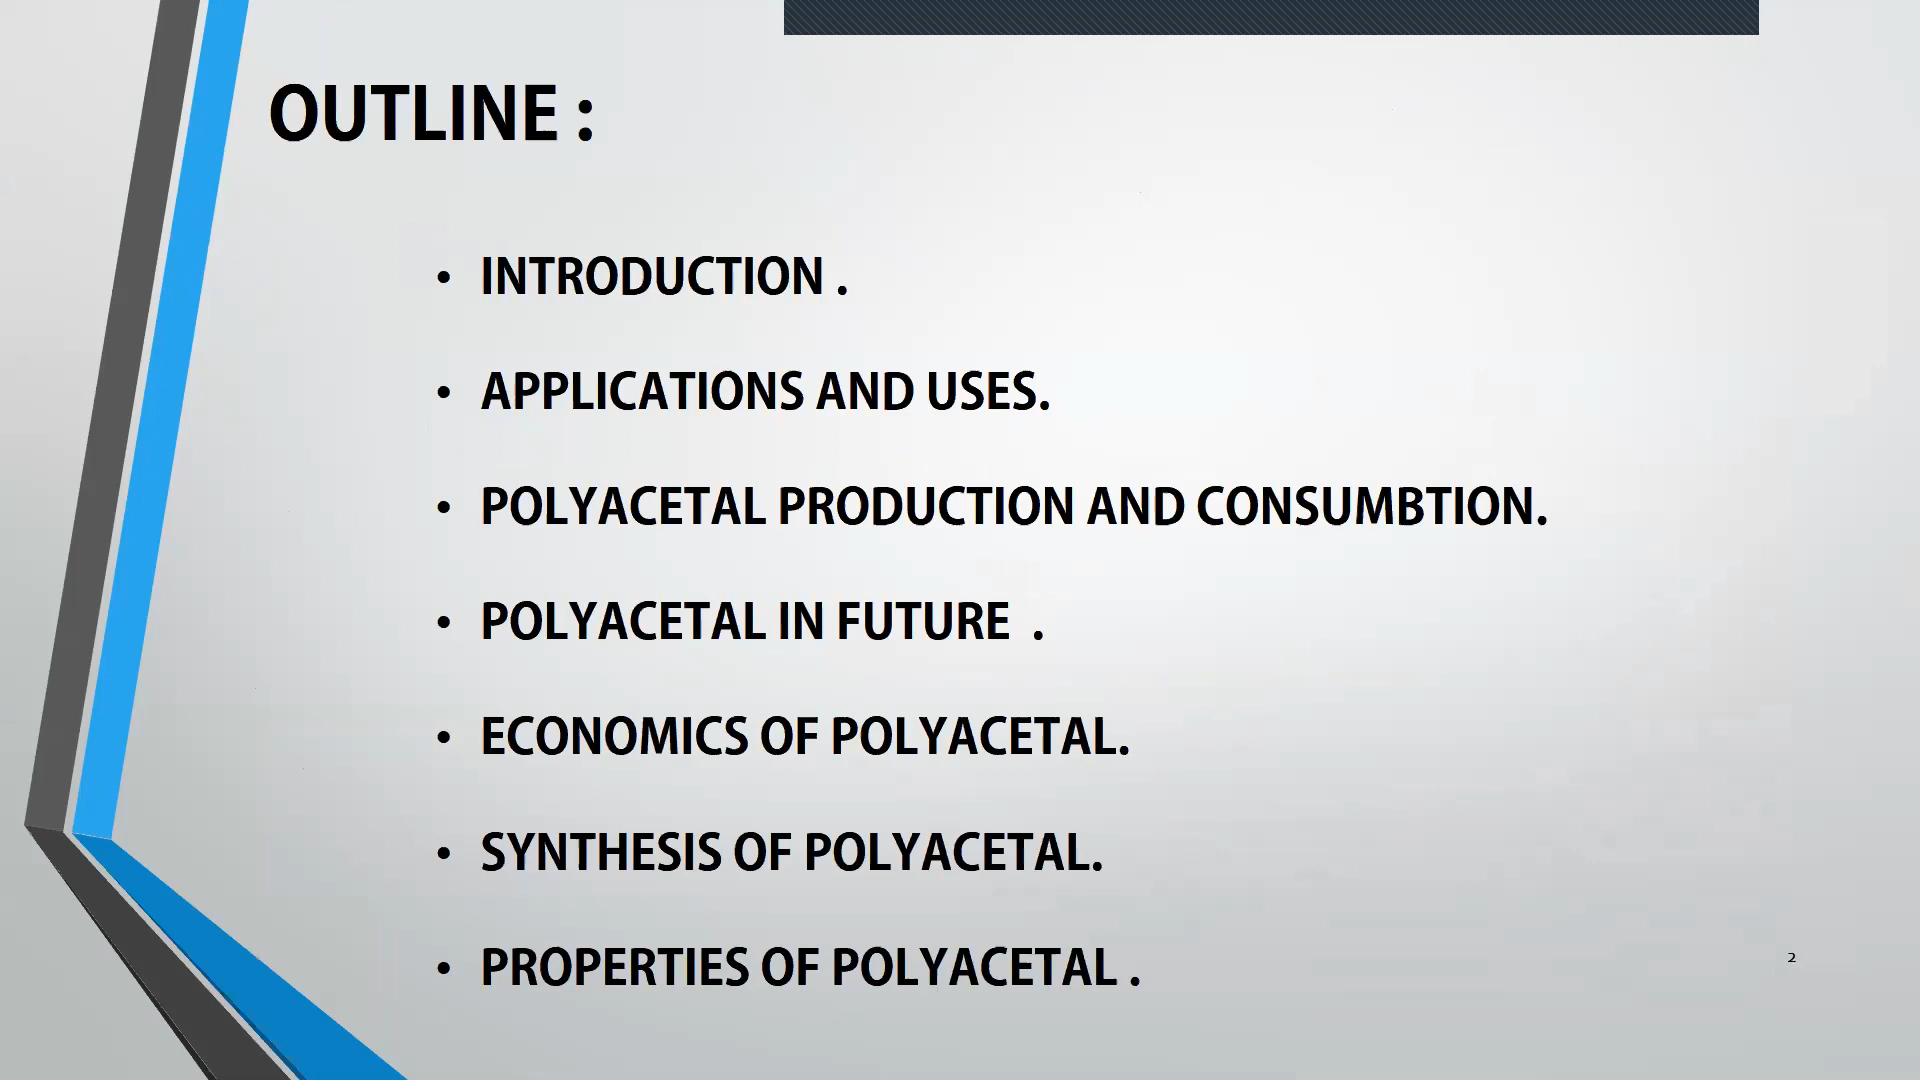 OUTLINE :
• INTRODUCTION .
• APPLICATIONS AND USES.
• POLYACETAL PRODUCTION AND CONSUMBTION.
• POLYACETAL IN FUTURE  .
• ECONOMICS OF POLYACETAL.
• SYNTHESIS OF POLYACETAL.
• PROPERTIES OF POLYACETAL .
2